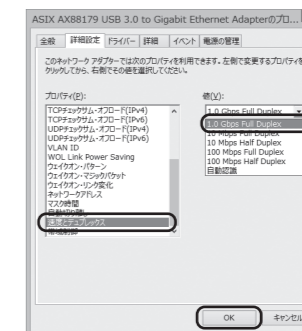 ASIX AX88179 USB 3.0 to Gigabit Ethernet Adapterのプロ...
全般 詳細設定 ドライバー 詳細 イベント 電源の管理
このネットワーク アダプターでは次のプロパティを利用できます。左側で変更するプロパティを
クリックしてから、右側でその値を選択してください。
プロパティ(P):
値(V):
TCPチェックサム・オフロード(IPv4)
TCPチェックサム・オフロード(IPv6)
UDPチェックサム・オフロード(IPv4)
UDPチェックサム・オフロード(IPv6)
VLAN ID
WOL Link Power Saving
ウェイクオン・パターン
ウェイクオン・マジックパケット
ウェイクオン・リンク変化
ネットワークアドレス
マスク時間
自動切り離し
速度とデュプレックス
帯域制御
1.0 Gbps Full Duplex
1.0 Gbps Full Duplex
10 Mbps Full Duplex
10 Mbps Half Duplex
100 Mbps Full Duplex
100 Mbps Half Duplex
自動認識
OK
キャンセル